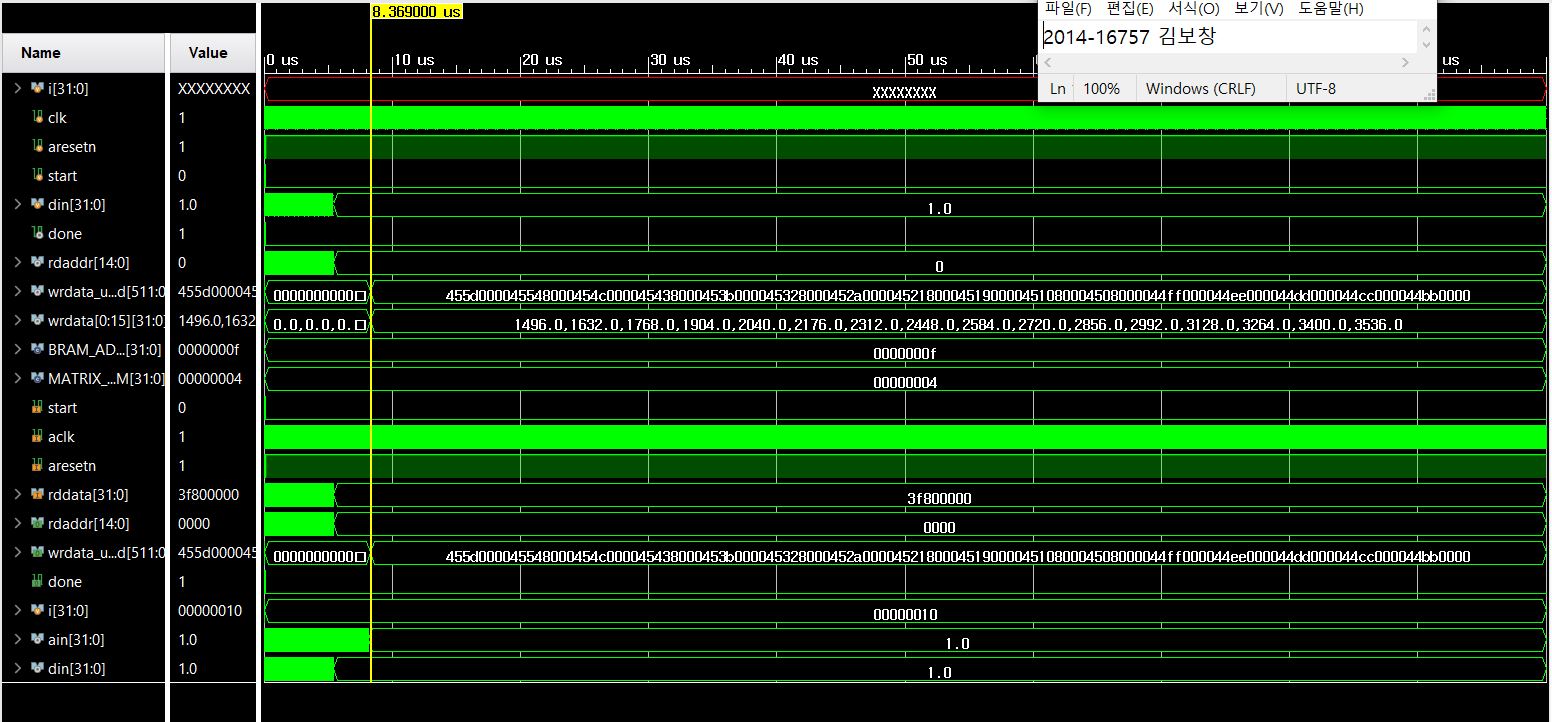 8.369000 us
파일(F) 편집(E) 서식(O) 보기(V) 도움말(H)
2014-16757 김보창
Ln 100% Windows (CRLF) UTF-8
Name Value
0 us 10 us 20 us 30 us 40 us 50 us us
i[31:0] XXXXXXXX XXXXXXXX
clk 1
aresetn 1
start 0
din[31:0] 1.0 1.0
done 1
rdaddr[14:0] 0 0
wrdata_u...d[511:0 455d000045 0000000000 455d000045548000454c000045438000453b000045328000452a00004521800045190000451080004508000044ff000044ee000044dd000044cc000044bb0000
wrdata[0:15][31:0] 1496.0,1632 0.0,0.0,0. 1496.0,1632.0,1768.0,1904.0,2040.0,2176.0,2312.0,2448.0,2584.0,2720.0,2856.0,2992.0,3128.0,3264.0,3400.0,3536.0
BRAM_AD...[31:0] 0000000f 0000000f
MATRIX_...M[31:0] 00000004 00000004
start 0
aclk 1
aresetn 1
rddata[31:0] 3f800000 3f800000
rdaddr[14:0] 0000 0000
wrdata_u...d[511:0 455d000045 0000000000 455d000045548000454c000045438000453b000045328000452a00004521800045190000451080004508000044ff000044ee000044dd000044cc000044bb0000
done 1
i[31:0] 00000010 00000010
ain[31:0] 1.0 1.0
din[31:0] 1.0 1.0